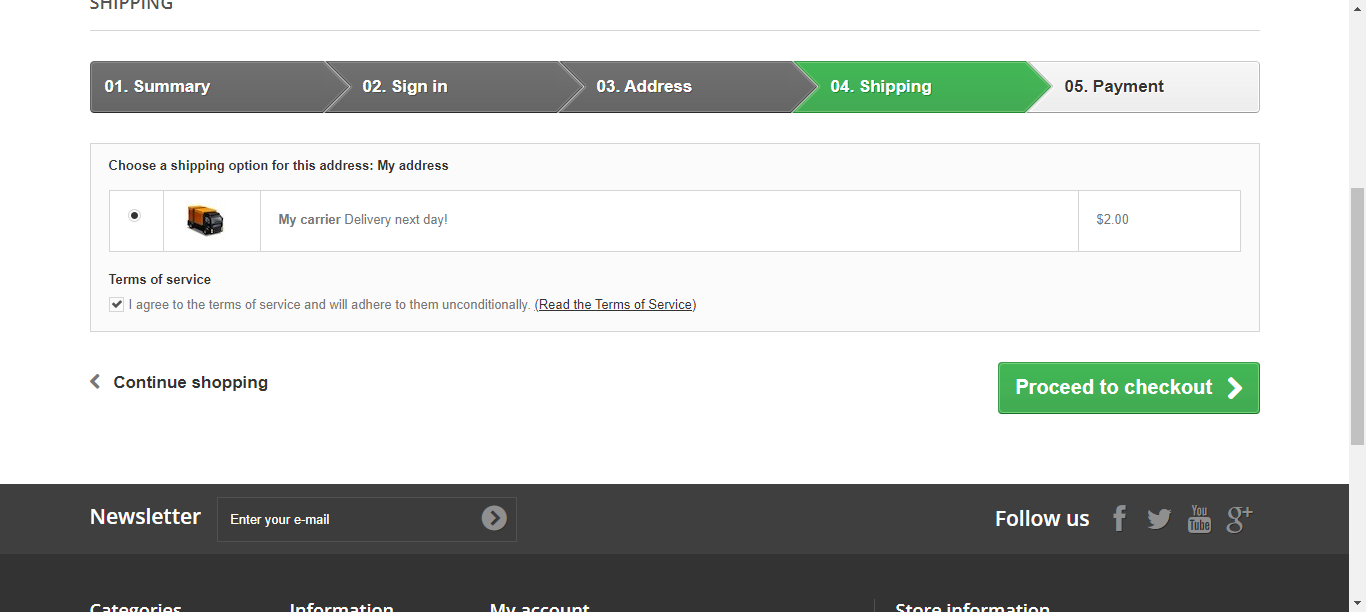 SHIPPING
01. Summary
02. Sign in
03. Address
04. Shipping
05. Payment
Choose a shipping option for this address: My address
My carrier Delivery next day!
$2.00
Terms of service
I agree to the terms of service and will adhere to them unconditionally. (Read the Terms of Service)
Continue shopping
Proceed to checkout
Newsletter
Enter your e-mail
Follow us
You
Tube
g+
Categories
Information
My account
Store information